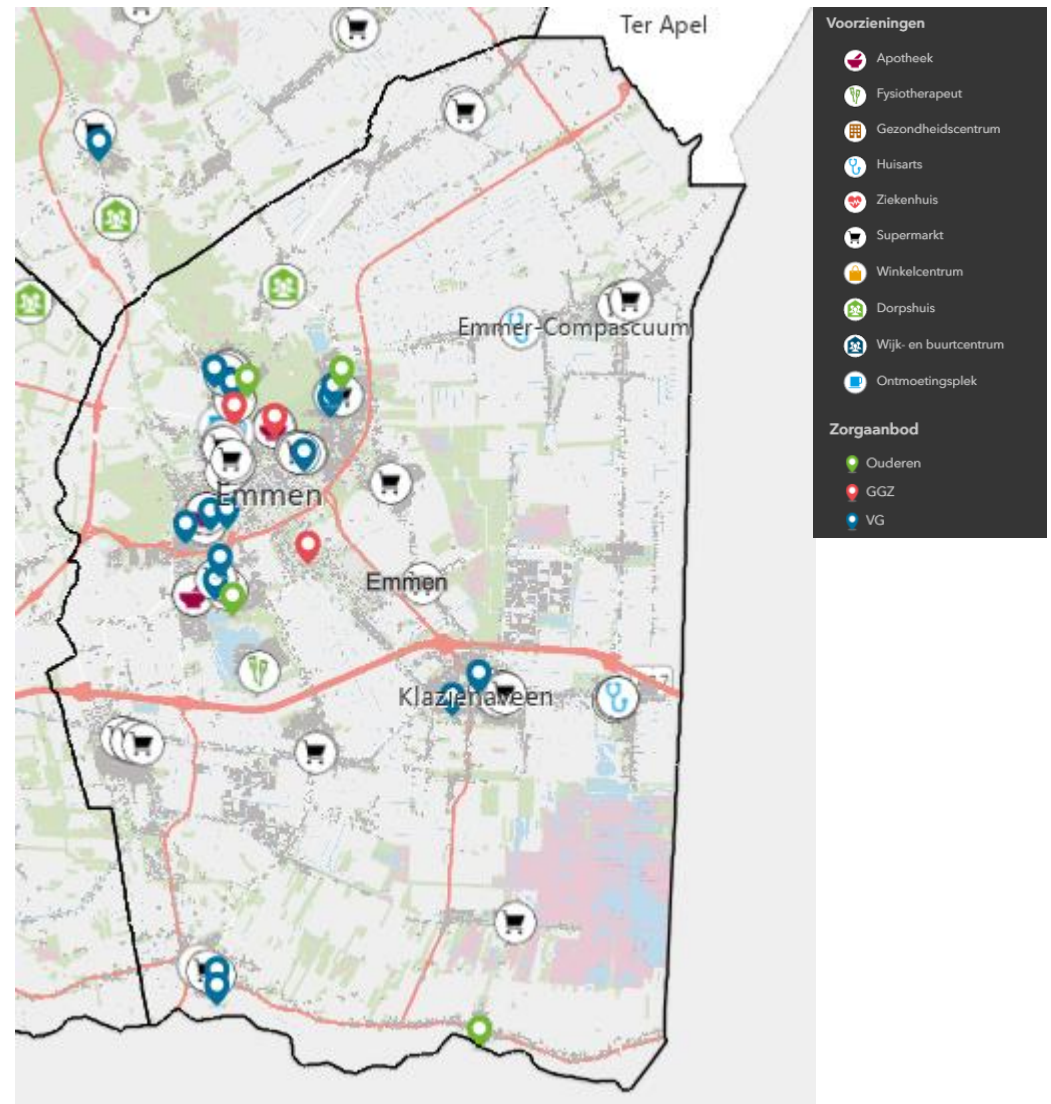 Ter Apel
Emmer-Compascuum
Emmen
Emmen
Klazienaveen
Voorzieningen
Apotheek
Fysiotherapeut
Gezondheidscentrum
Huisarts
Ziekenhuis
Supermarkt
Winkelcentrum
Dorpshuis
Wijk- en buurtcentrum
Ontmoetingsplek
Zorgaanbod
Ouderen
GGZ
VG